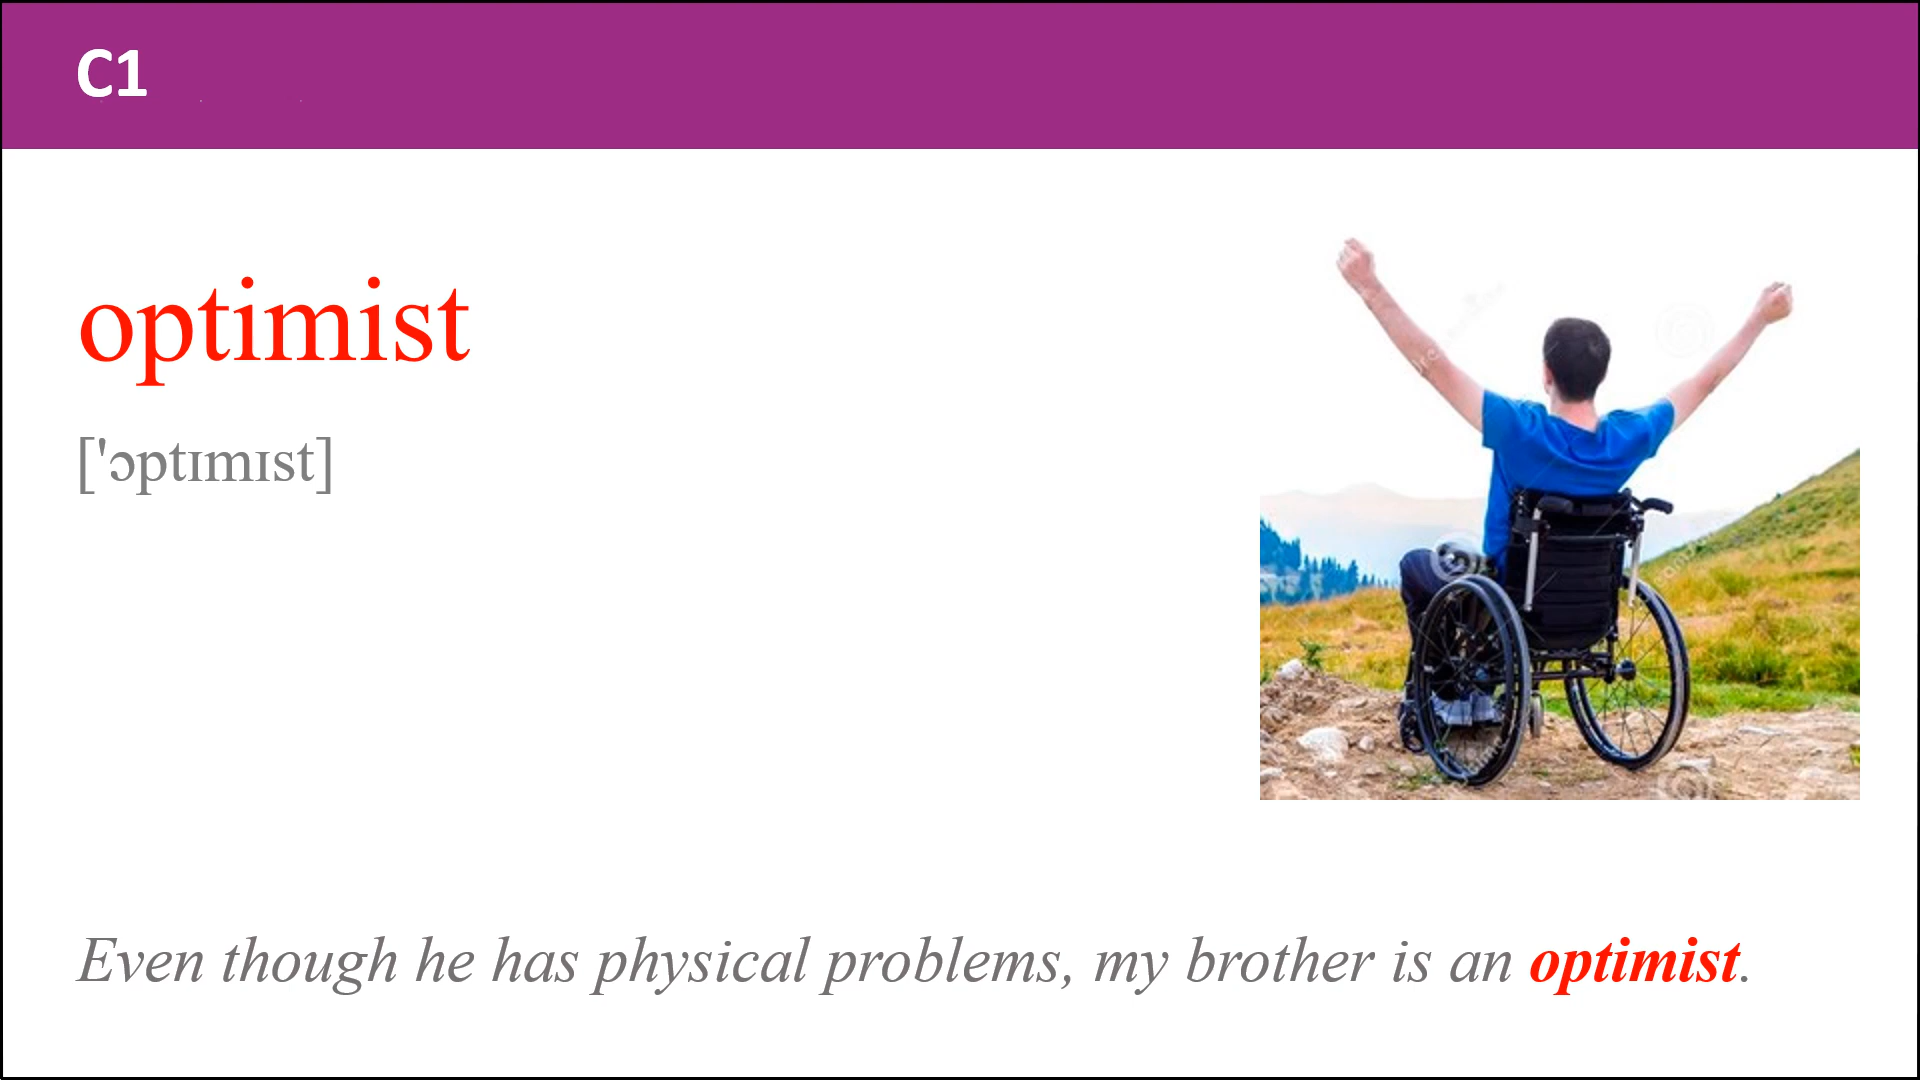 C1
optimist
['ɔptɪmɪst]
Even though he has physical problems, my brother is an optimist.